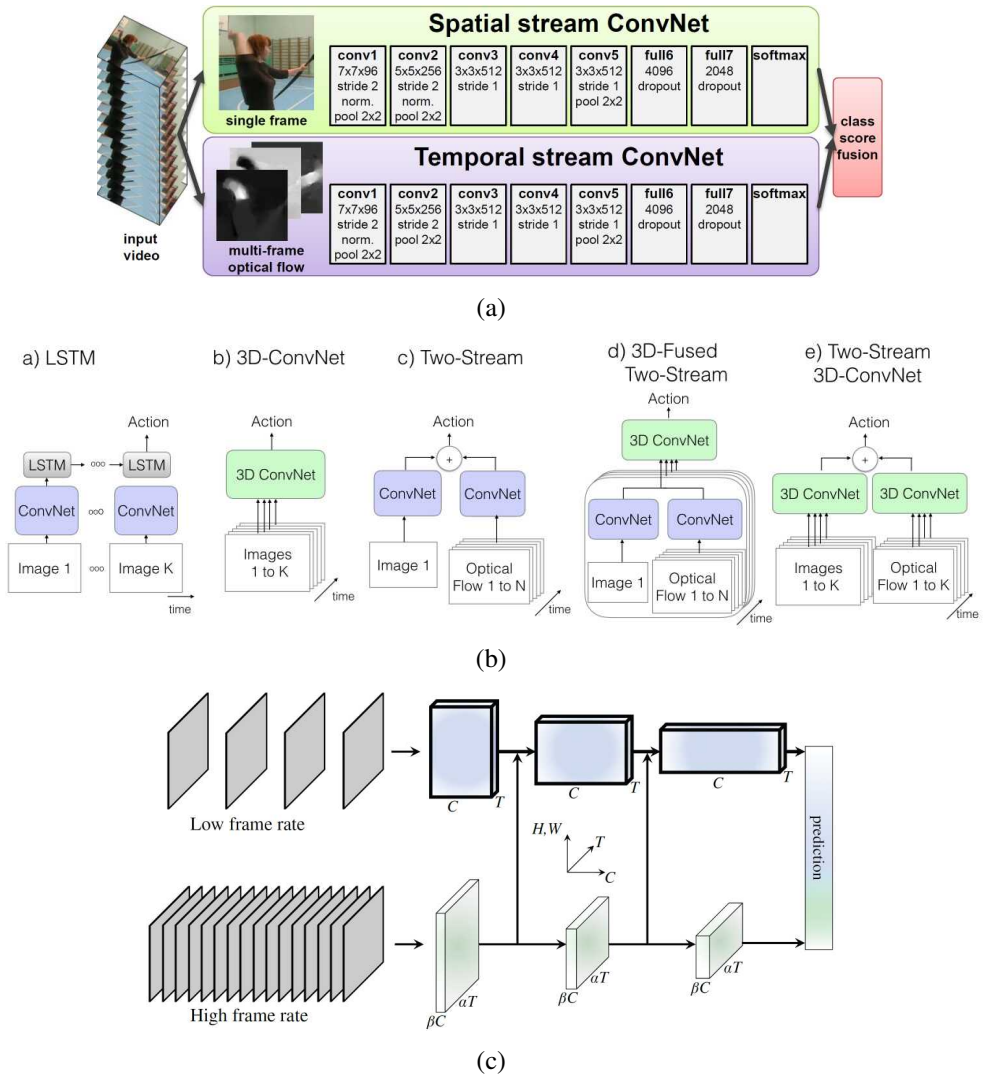 Spatial stream ConvNet
single frame
conv1
7x7x96
stride 2
norm.
pool 2x2
conv2
5x5x256
stride 2
norm.
pool 2x2
conv3
3x3x512
stride 1
conv4
3x3x512
stride 1
conv5
3x3x512
stride 1
pool 2x2
full6
4096
dropout
full7
2048
dropout
softmax
Temporal stream ConvNet
input
video
multi-frame
optical flow
conv1
7x7x96
stride 2
norm.
pool 2x2
conv2
5x5x256
stride 2
pool 2x2
conv3
3x3x512
stride 1
conv4
3x3x512
stride 1
conv5
3x3x512
stride 1
pool 2x2
full6
4096
dropout
full7
2048
dropout
softmax
class
score
fusion
(a)
a) LSTM
Action
LSTM
LSTM
ConvNet
ConvNet
Image 1
Image K
time
b) 3D-ConvNet
Action
3D ConvNet
Images
1 to K
time
c) Two-Stream
Action
+
ConvNet
ConvNet
Image 1
Optical
Flow 1 to N
time
d) 3D-Fused
Two-Stream
Action
3D ConvNet
ConvNet
ConvNet
Image 1
Optical
Flow 1 to N
time
e) Two-Stream
3D-ConvNet
Action
+
3D ConvNet
3D ConvNet
Images
1 to K
Optical
Flow 1 to K
time
(b)
Low frame rate
C
T
C
T
C
T
H,W
T
C
prediction
High frame rate
βC
αT
βC
αT
βC
αT
(c)